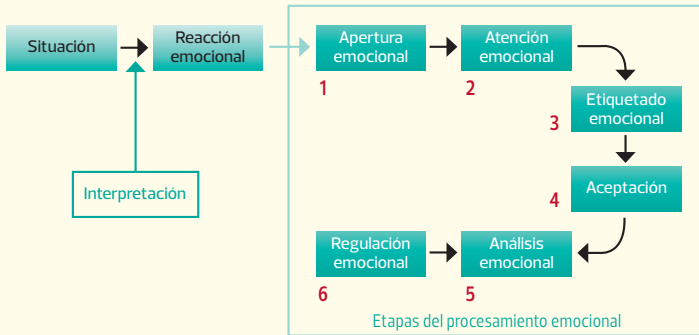 Situación
Reacción
emocional
Apertura
emocional
1
Atención
emocional
2
Etiquetado
emocional
3
Interpretación
Aceptación
4
Regulación
emocional
6
Análisis
emocional
5
Etapas del procesamiento emocional